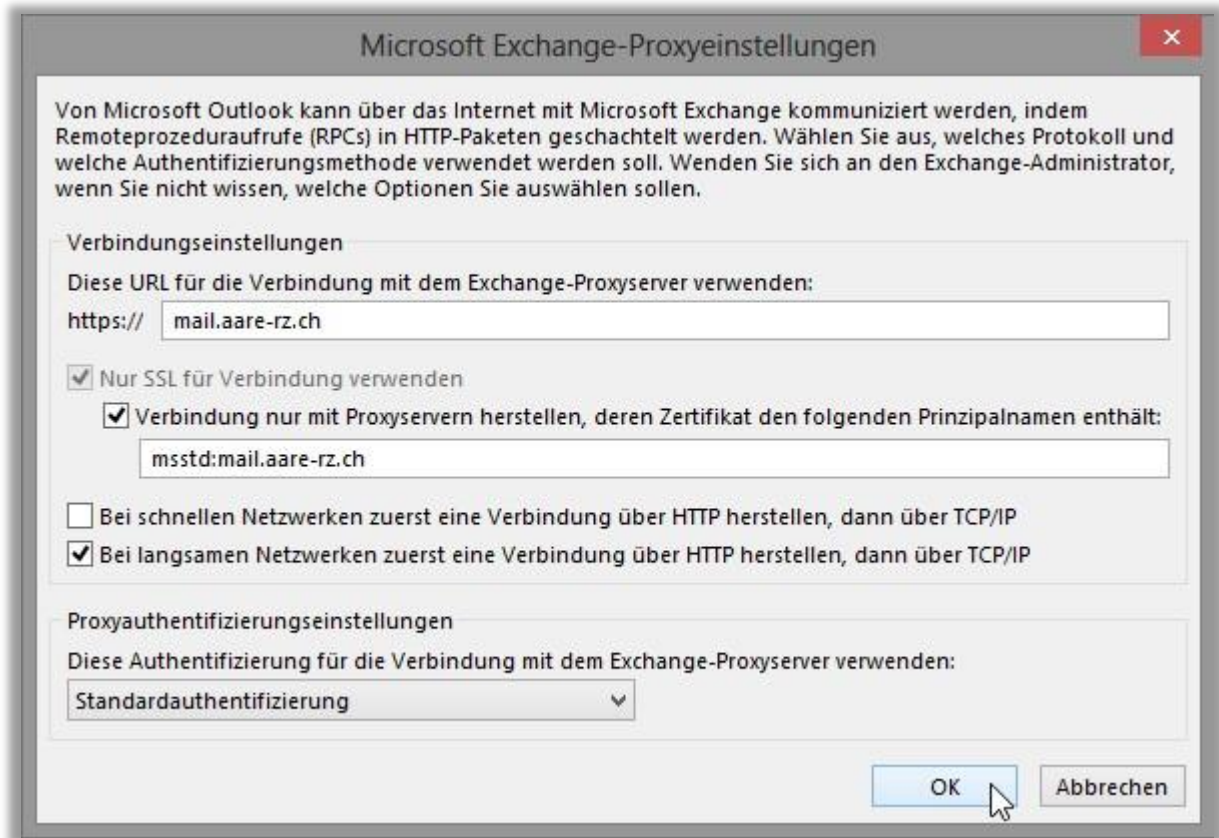 Microsoft Exchange-Proxyeinstellungen
Von Microsoft Outlook kann über das Internet mit Microsoft Exchange kommuniziert werden, indem
Remoteprozeduraufrufe (RPCs) in HTTP-Paketen geschachtelt werden. Wählen Sie aus, welches Protokoll und
welche Authentifizierungsmethode verwendet werden soll. Wenden Sie sich an den Exchange-Administrator,
wenn Sie nicht wissen, welche Optionen Sie auswählen sollen.
Verbindungseinstellungen
Diese URL für die Verbindung mit dem Exchange-Proxyserver verwenden:
https:// mail.aare-rz.ch
Nur SSL für Verbindung verwenden
Verbindung nur mit Proxyservern herstellen, deren Zertifikat den folgenden Prinzipalnamen enthält:
msstd:mail.aare-rz.ch
Bei schnellen Netzwerken zuerst eine Verbindung über HTTP herstellen, dann über TCP/IP
Bei langsamen Netzwerken zuerst eine Verbindung über HTTP herstellen, dann über TCP/IP
Proxyauthentifizierungseinstellungen
Diese Authentifizierung für die Verbindung mit dem Exchange-Proxyserver verwenden:
Standardauthentifizierung
OK Abbrechen